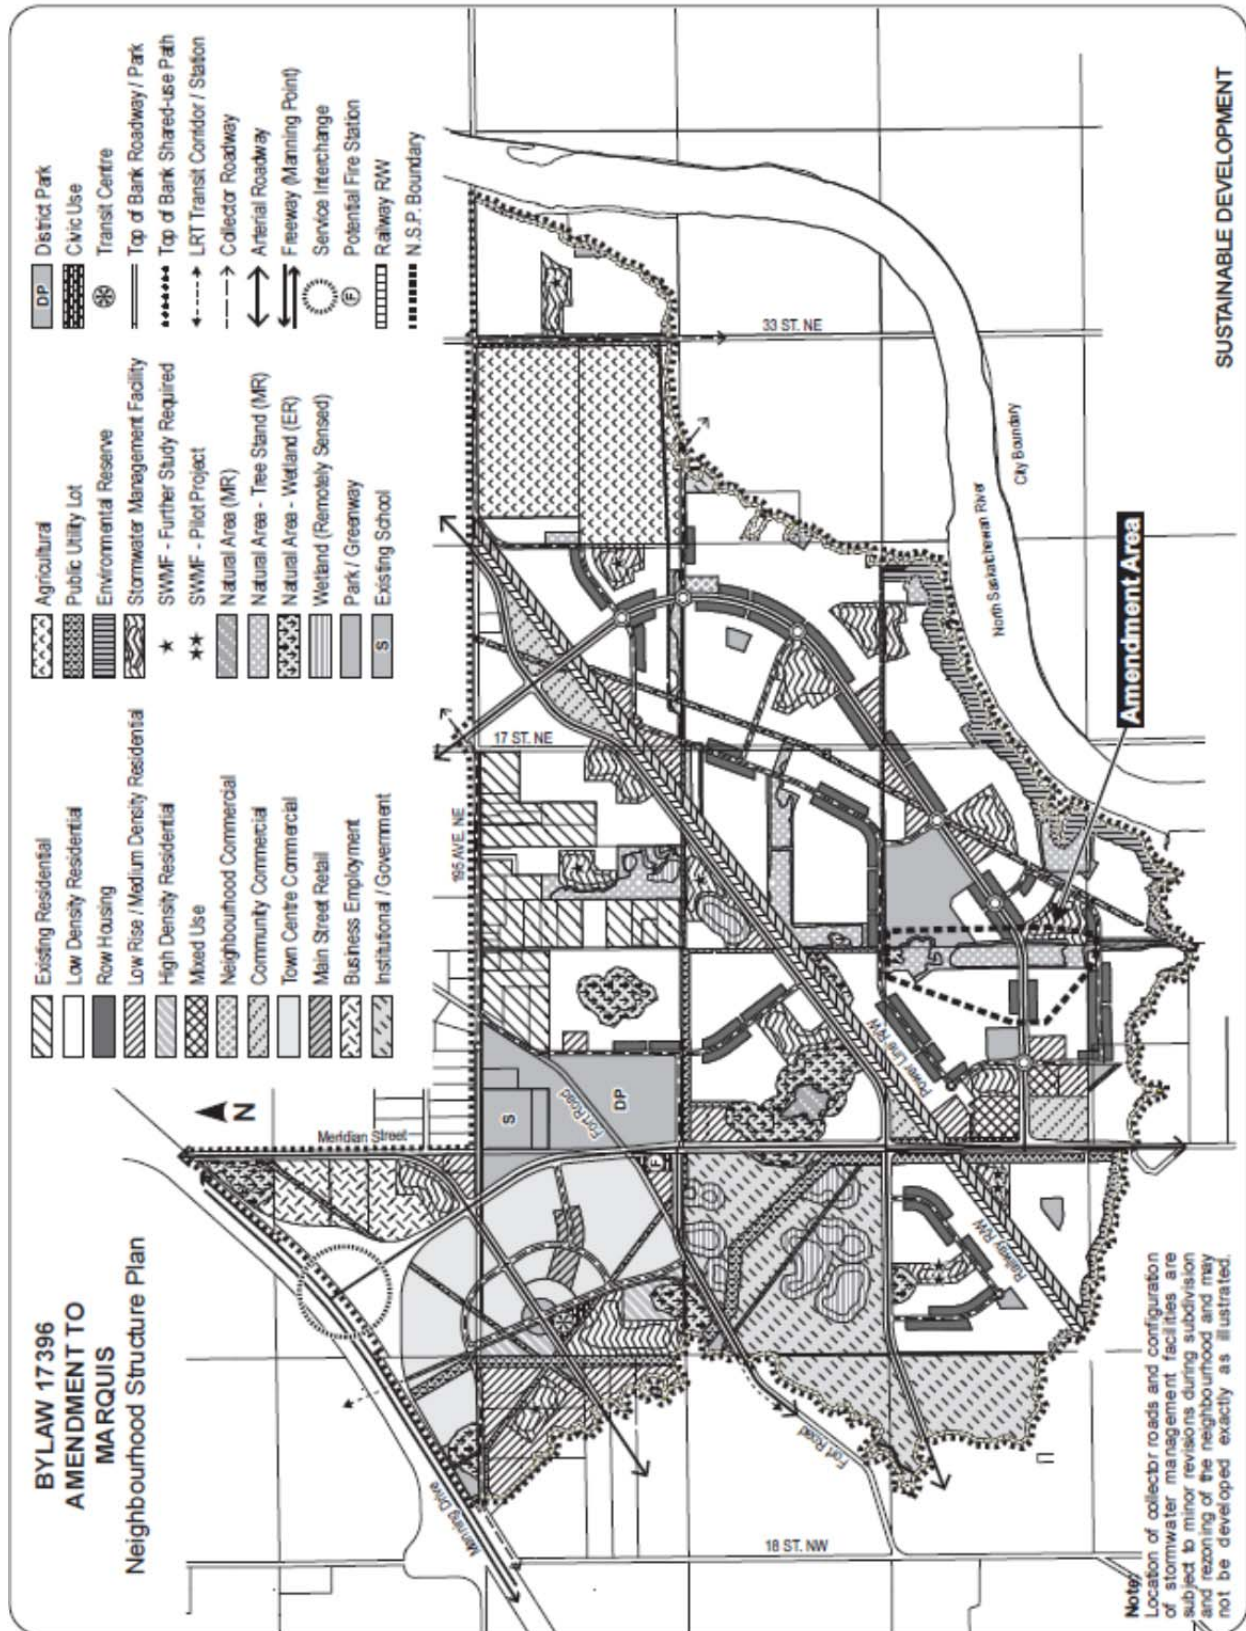 BYLAW 17396
AMENDMENT TO
MARQUIS
Neighbourhood Structure Plan
Existing Residential
Low Density Residential
Row Housing
Low Rise / Medium Density Residential
High Density Residential
Mixed Use
Neighbourhood Commercial
Community Commercial
Town Centre Commercial
Main Street Retail
Business Employment
Institutional / Government
Agricultural
Public Utility Lot
Environmental Reserve
Stormwater Management Facility
SWMF - Further Study Required
SWMF - Pilot Project
Natural Area (MR)
Natural Area - Tree Stand (MR)
Natural Area - Wetland (ER)
Wetland (Remotely Sensed)
Park / Greenway
S Existing School
DP District Park
Civic Use
Transit Centre
Top of Bank Roadway / Park
Top of Bank Shared-use Path
LRT Transit Corridor / Station
Collector Roadway
Arterial Roadway
Freeway (Manning Point)
Service Interchange
F Potential Fire Station
Railway RW
N.S.P. Boundary
N
Meridian Street
195 AVE. NE
17 ST. NE
33 ST. NE
S
Fort Road
DP
F
Manning Drive
Power Line RW
Railway RW
Fort Road
18 ST. NW
North Saskatchewan River
City Boundary
Amendment Area
Note:
Location of collector roads and configuration
of stormwater management facilities are
subject to minor revisions during subdivision
and rezoning of the neighbourhood and may
not be developed exactly as illustrated.
SUSTAINABLE DEVELOPMENT